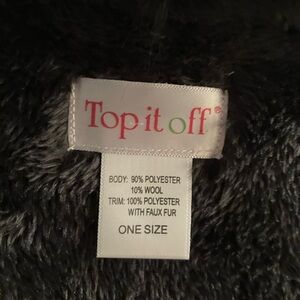 Top it off®
BODY: 90% POLYESTER
10% WOOL
TRIM: 100% POLYESTER
WITH FAUX FUR
ONE SIZE